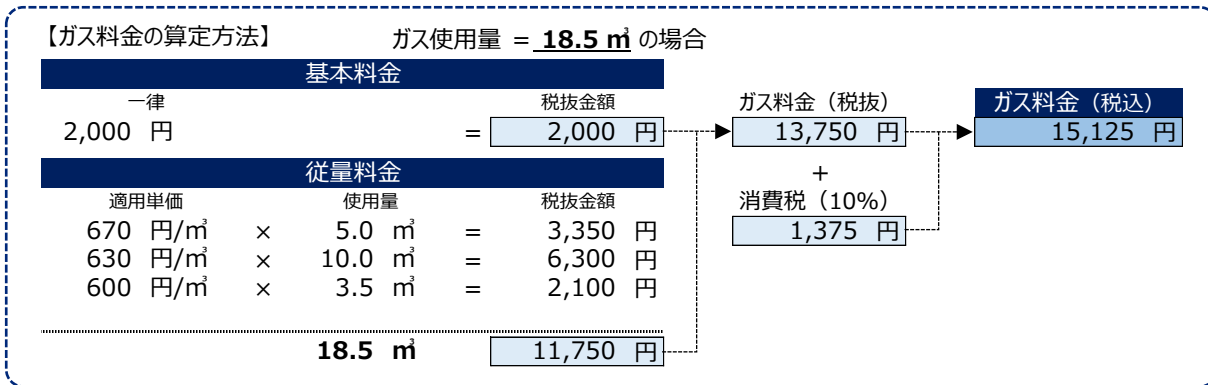 【ガス料金の算定方法】 ガス使用量 = 18.5 ㎥ の場合
基本料金
一律 税抜金額
2,000 円 = 2,000 円
従量料金
適用単価 使用量 税抜金額
670 円/㎥ × 5.0 ㎥ = 3,350 円
630 円/㎥ × 10.0 ㎥ = 6,300 円
600 円/㎥ × 3.5 ㎥ = 2,100 円
18.5 ㎥ 11,750 円
ガス料金（税抜）
13,750 円
+
消費税（10%）
1,375 円
ガス料金（税込）
15,125 円